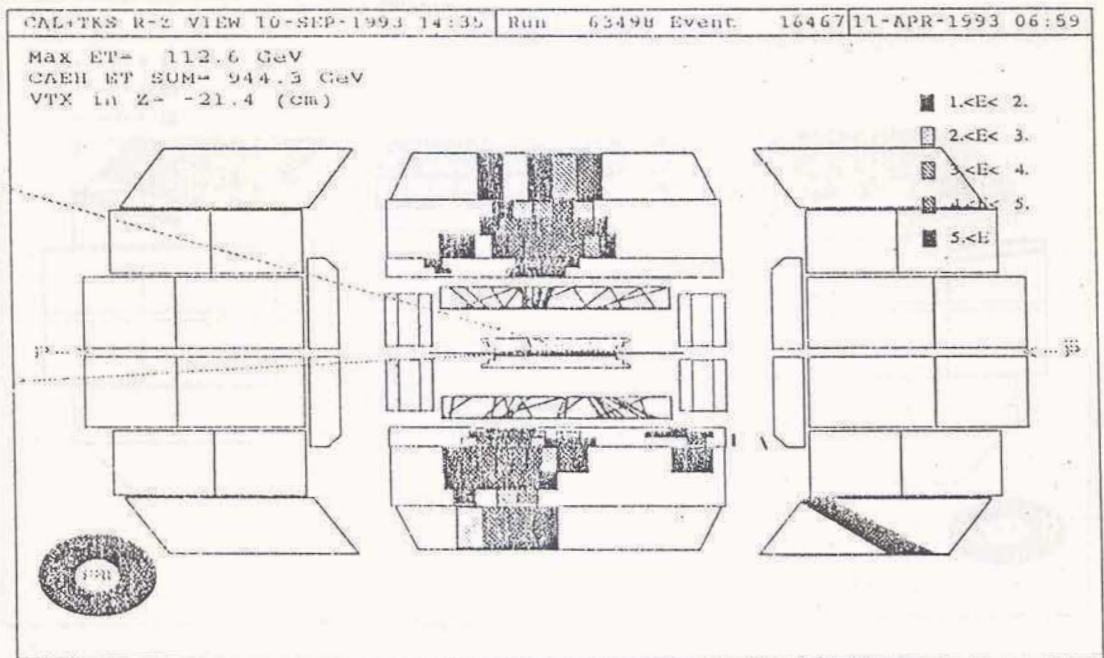 CAL+TKS R-Z VIEW 10-SEP-1993 14:35 Run 63498 Event 16467 11-APR-1993 06:59
Max ET= 112.6 GeV
CAEH ET SUM= 944.3 GeV
VTX in Z= -21.4 (cm)
1.<E< 2.
2.<E< 3.
3.<E< 4.
4.<E< 5.
5.<E